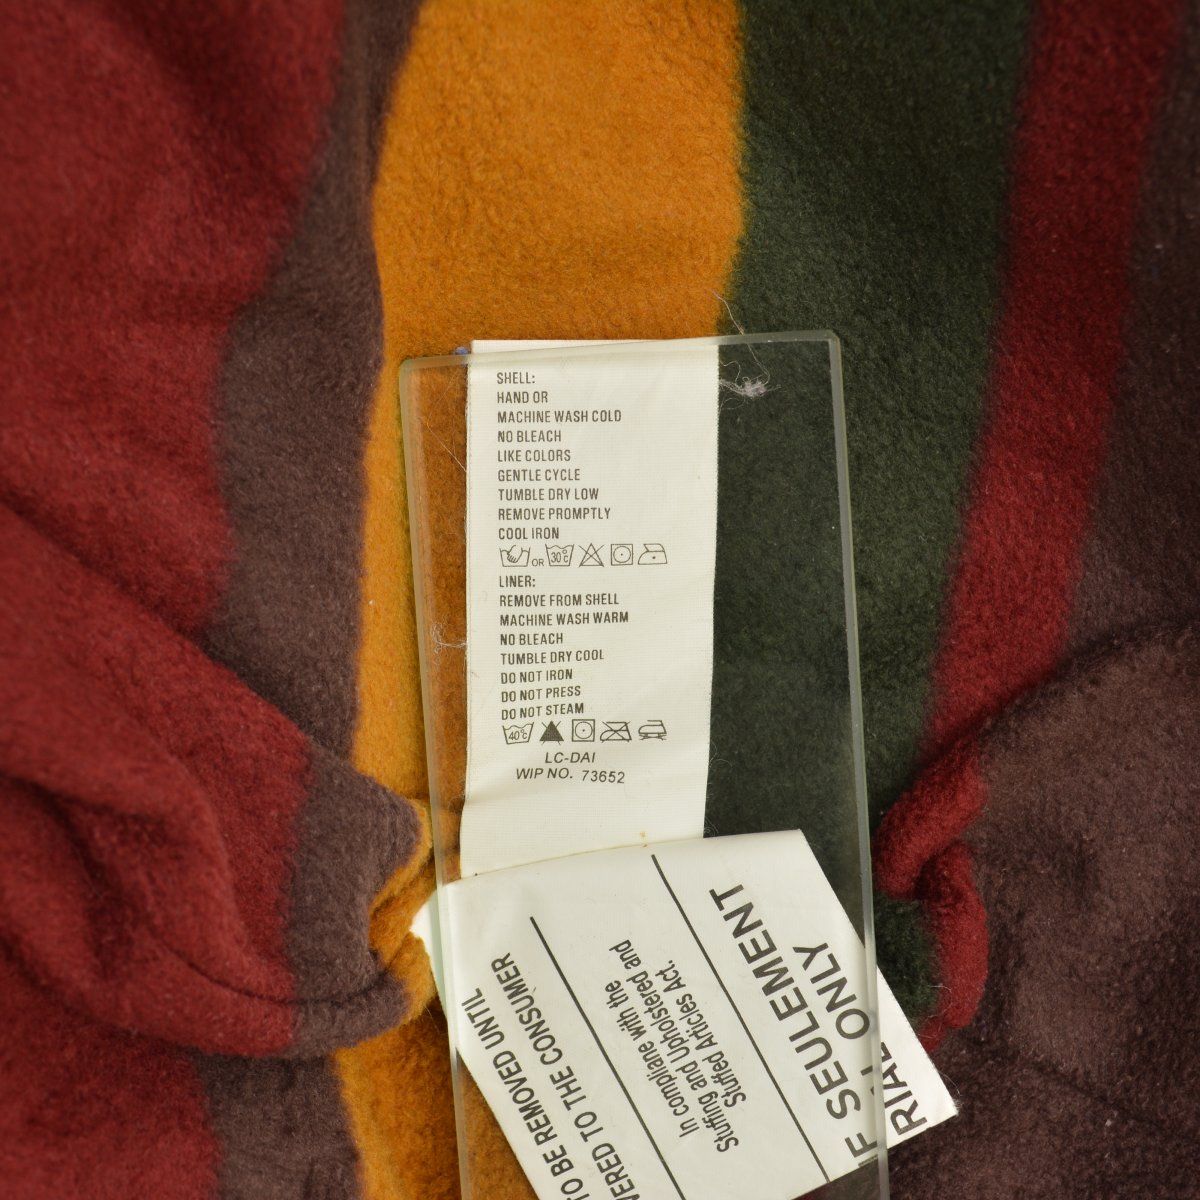 SHELL:
HAND OR
MACHINE WASH COLD
NO BLEACH
LIKE COLORS
GENTLE CYCLE
TUMBLE DRY LOW
REMOVE PROMPTLY
COOL IRON
OR 30°C
LINER:
REMOVE FROM SHELL
MACHINE WASH WARM
NO BLEACH
TUMBLE DRY COOL
DO NOT IRON
DO NOT PRESS
DO NOT STEAM
40°C
LC-DAI
WIP NO. 73652
TO BE REMOVED UNTIL
VERED TO THE CONSUMER
In compliane with the
Stuffing and Upholstered and
Stuffed Articles Act.
F SEULEMENT
RIAL ONLY